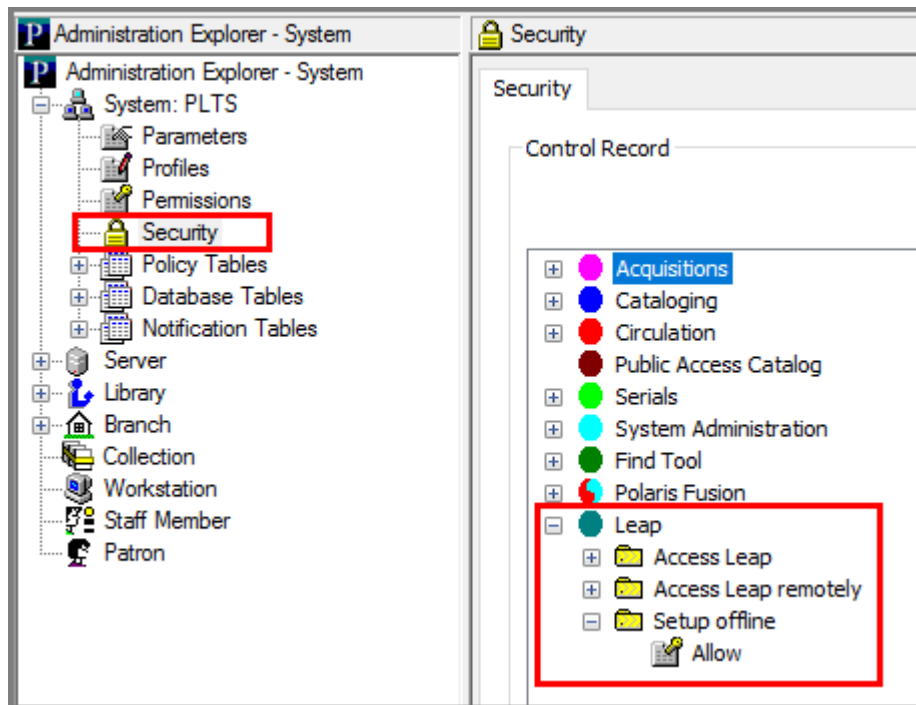 Administration Explorer - System
Administration Explorer - System
System: PLTS
Parameters
Profiles
Permissions
Security
Policy Tables
Database Tables
Notification Tables
Server
Library
Branch
Collection
Workstation
Staff Member
Patron
Security
Security
Control Record
Acquisitions
Cataloging
Circulation
Public Access Catalog
Serials
System Administration
Find Tool
Polaris Fusion
Leap
Access Leap
Access Leap remotely
Setup offline
Allow